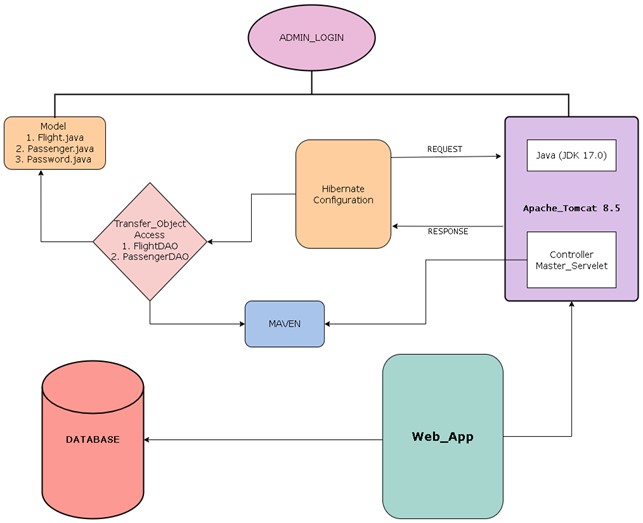 ADMIN_LOGIN
Model
1. Flight.java
2. Passenger.java
3. Password.java
Hibernate
Configuration
REQUEST
RESPONSE
Java (JDK 17.0)
Apache_Tomcat 8.5
Controller
Master_Servelet
Transfer_Object
Access
1. FlightDAO
2. PassengerDAO
MAVEN
DATABASE
Web_App